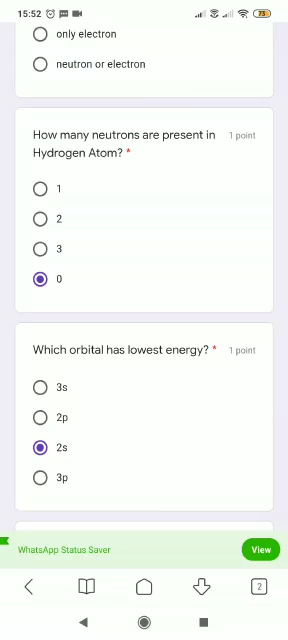 15:52 75
only electron
neutron or electron
How many neutrons are present in 1 point
Hydrogen Atom? *
1
2
3
0
Which orbital has lowest energy? * 1 point
3s
2p
2s
3p
WhatsApp Status Saver View
2